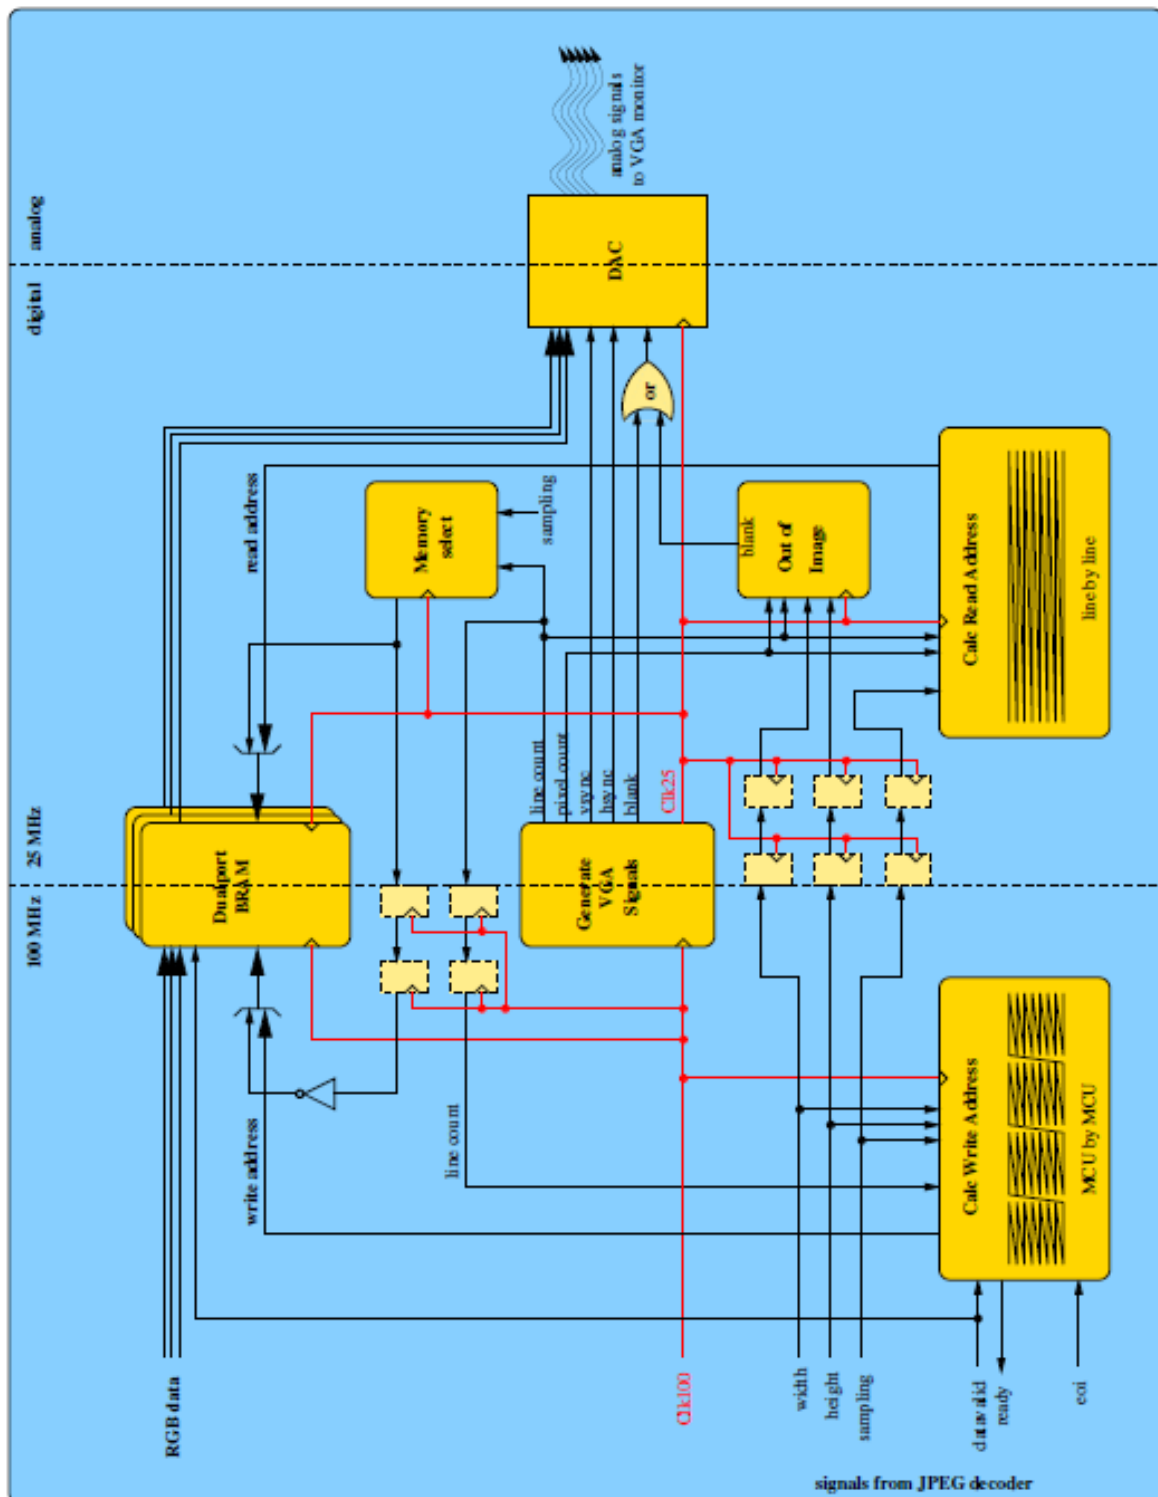 100 MHz
25 MHz
digital
analog
RGB data
write address
read address
line count
Dualport
BRAM
Memory
select
sampling
line count
pixel count
vsync
hsync
blank
Clk25
Generate
VGA
Signals
or
DAC
analog signals
to VGA monitor
Clk100
blank
Out of
Image
width
height
sampling
datavalid
ready
eoi
Calc Write Address
MCU by MCU
Calc Read Address
line by line
signals from JPEG decoder